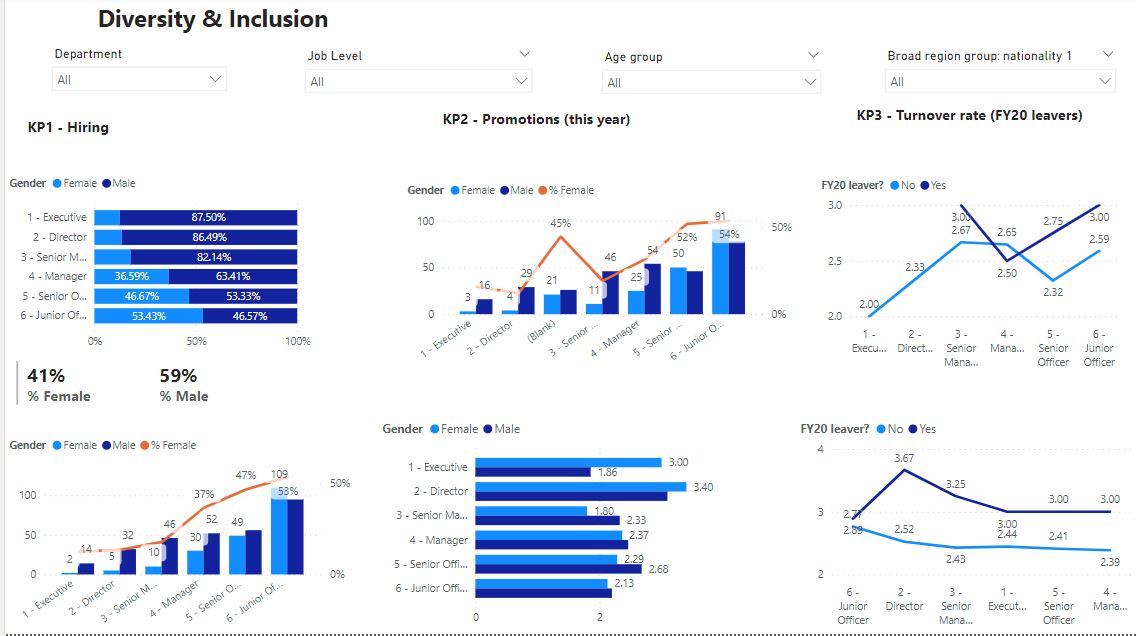 Diversity & Inclusion
Department
All
Job Level
All
Age group
All
Broad region group: nationality 1
All
KP1 - Hiring
Gender Female Male
1 - Executive 87.50%
2 - Director 86.49%
3 - Senior M... 82.14%
4 - Manager 36.59% 63.41%
5 - Senior O... 46.67% 53.33%
6 - Junior Of... 53.43% 46.57%
0% 50% 100%
41% 59%
% Female % Male
Gender Female Male % Female
100
50
0
50%
0%
2 14 5 32 10 46 30 52 49 109
37% 47% 53%
1 - Executive
2 - Director
3 - Senior M...
4 - Manager
5 - Senior O...
6 - Junior Of...
KP2 - Promotions (this year)
Gender Female Male % Female
100
50
0
50%
0%
3 16 4 29 21 11 46 25 54 50 91
45% 52% 54%
1 - Executive
2 - Director
(Blank)
3 - Senior ...
4 - Manager
5 - Senior ...
6 - Junior O...
Gender Female Male
1 - Executive 3.00 1.86
2 - Director 3.40
3 - Senior Ma... 1.80 2.33
4 - Manager 2.37
5 - Senior Offi... 2.29 2.68
6 - Junior Offi... 2.13
0 2
KP3 - Turnover rate (FY20 leavers)
FY20 leaver? No Yes
3.0
2.5
2.0
2.00 2.33 3.00 2.67 2.65 2.50 2.75 2.32 3.00 2.59
1 -
Execu...
2 -
Direct...
3 -
Senior
Mana...
4 -
Mana...
5 -
Senior
Officer
6 -
Junior
Officer
FY20 leaver? No Yes
4
3
2
3.67 2.52 3.25 2.43 3.00 2.44 3.00 2.41 3.00 2.39
6 -
Junior
Officer
2 -
Director
3 -
Senior
Mana...
1 -
Execut...
5 -
Senior
Officer
4 -
Mana...